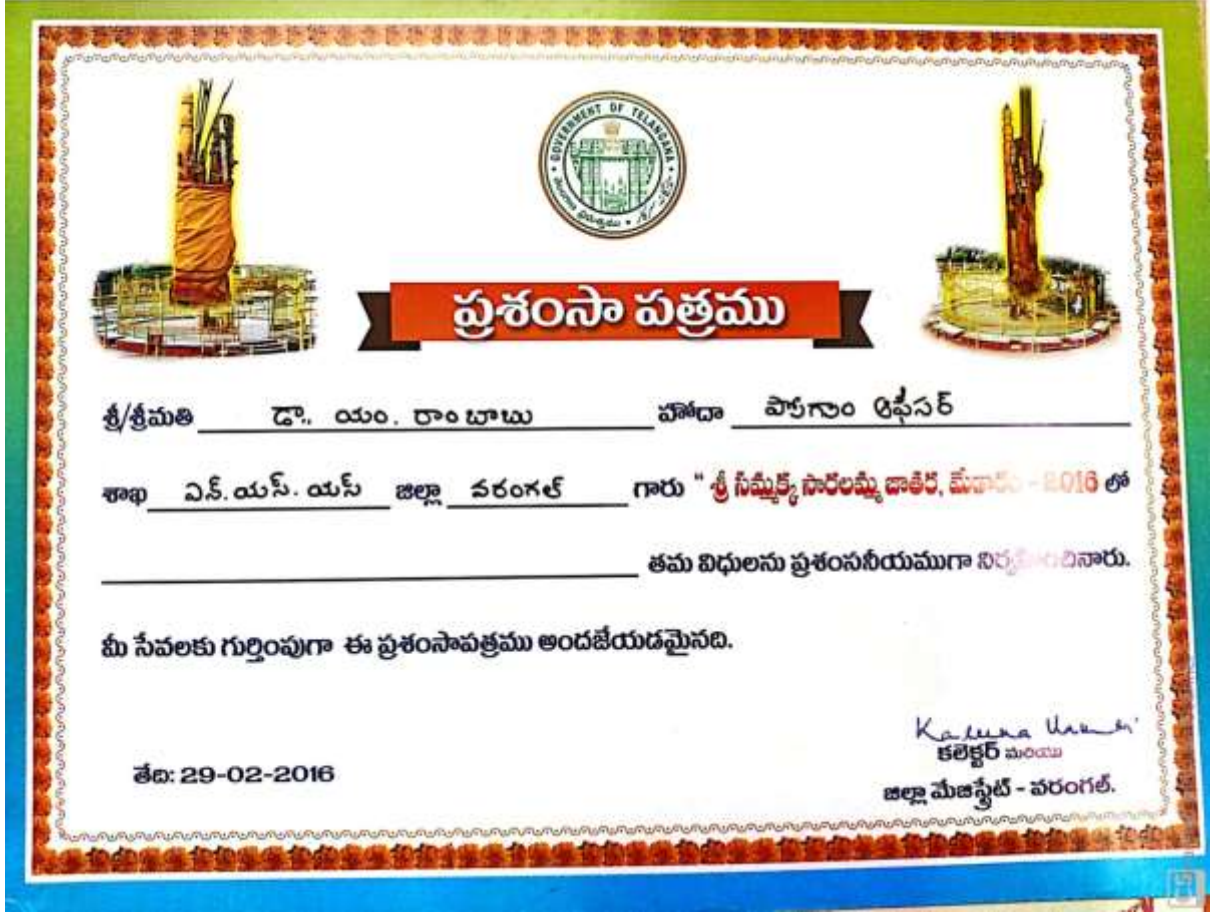 GOVERNMENT OF TELANGANA
ప్రశంసా పత్రము
శ్రీ/శ్రీమతి డా.. యం. రాంబాబు హోదా ప్రోగ్రాం ఆఫీసర్
శాఖ ఎన్.యస్.యస్ జిల్లా వరంగల్ గారు " శ్రీ సమ్మక్క సారలమ్మ జాతర, మేడారం - 2016 లో
తమ విధులను ప్రశంసనీయముగా నిర్వహించినారు.
మీ సేవలకు గుర్తింపుగా ఈ ప్రశంసాపత్రము అందజేయడమైనది.
Karuna
కలెక్టర్ మరియు
తేది: 29-02-2016
జిల్లా మేజిస్ట్రేట్ - వరంగల్.